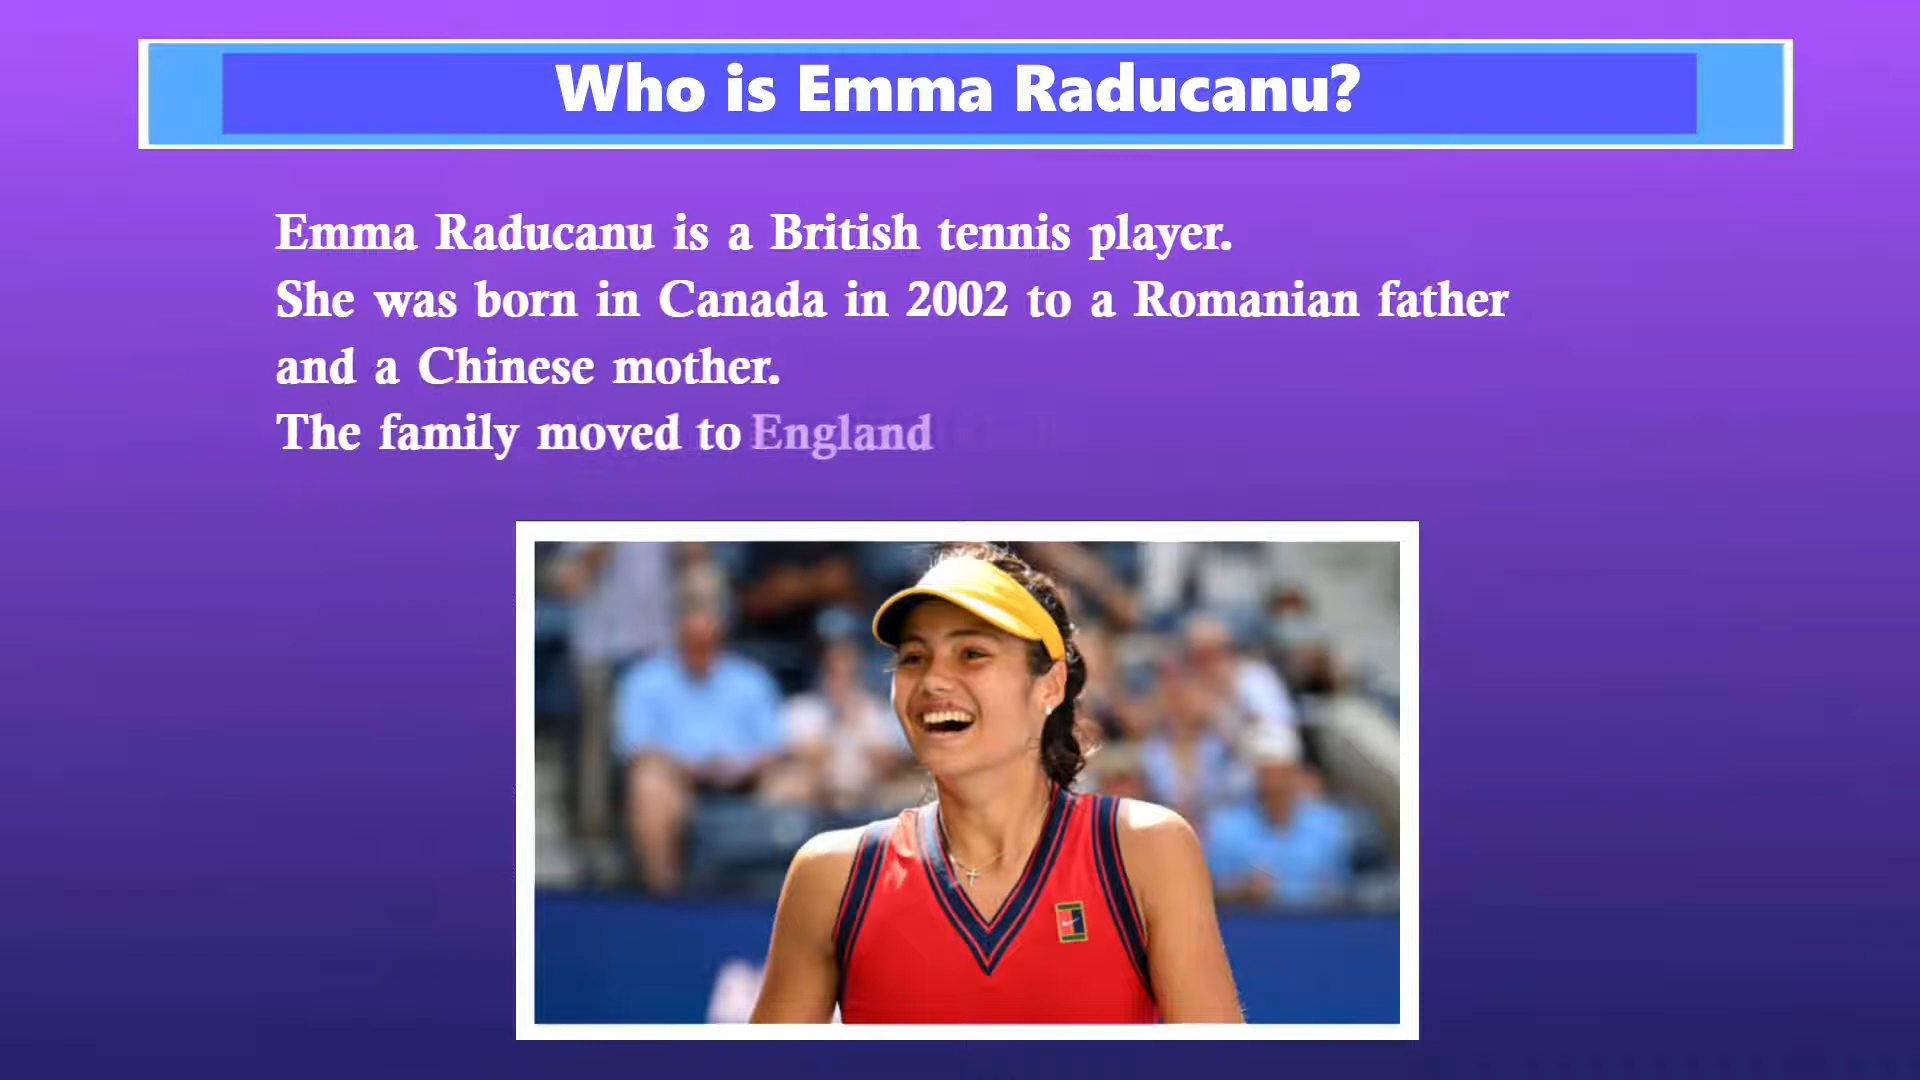 Who is Emma Raducanu?
Emma Raducanu is a British tennis player.
She was born in Canada in 2002 to a Romanian father
and a Chinese mother.
The family moved to England